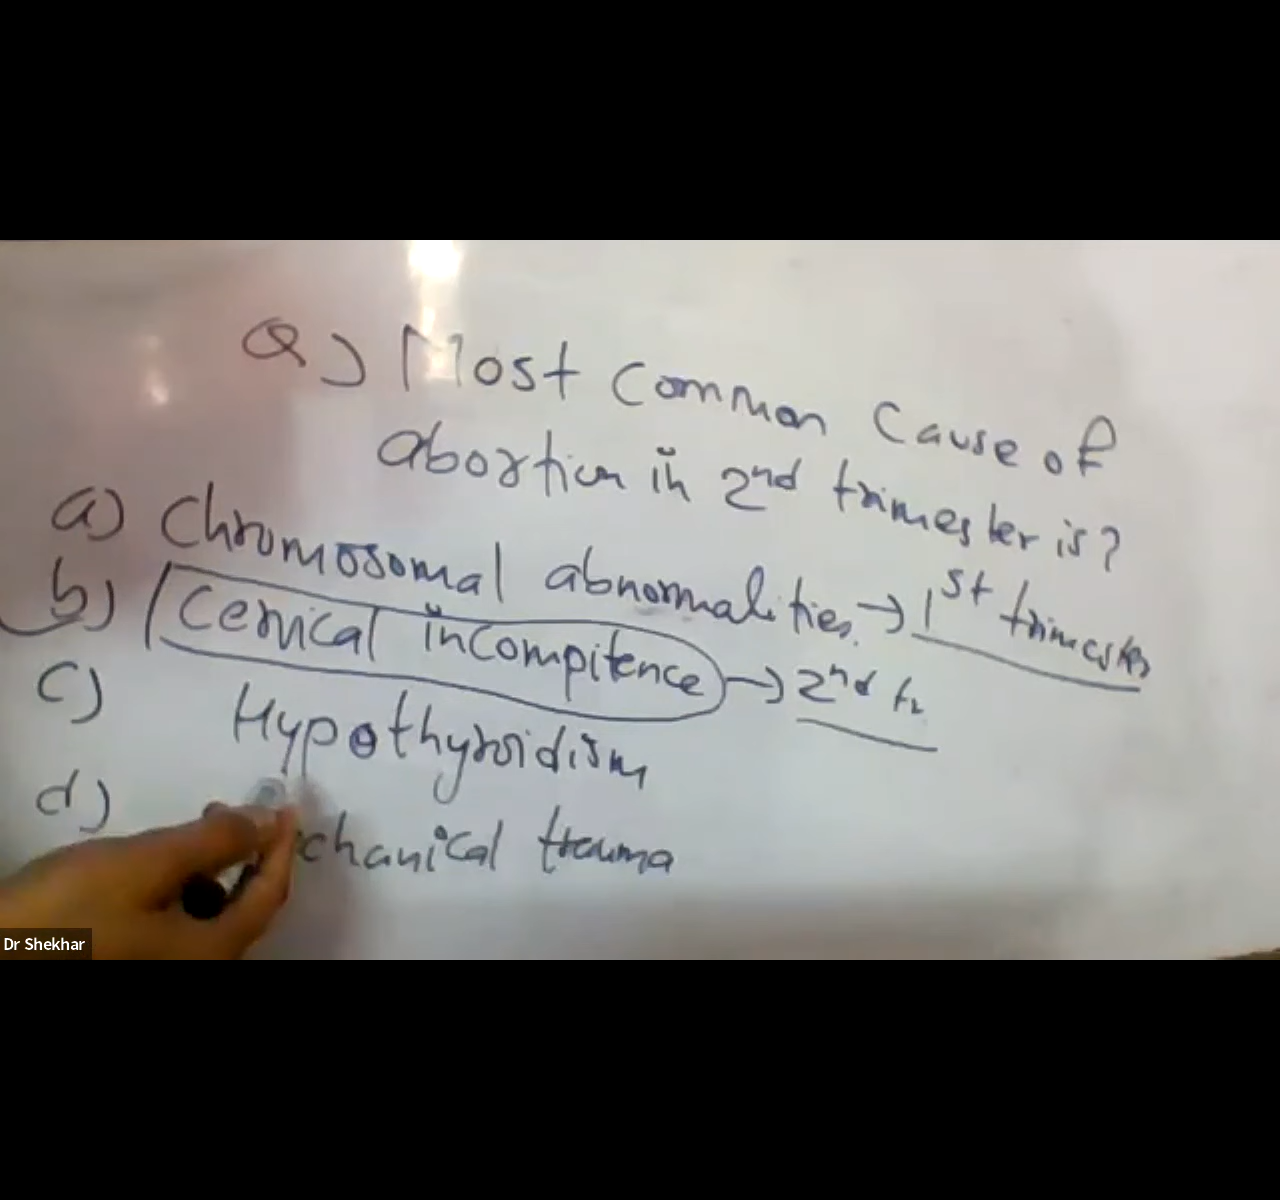 Q) Most Common Cause of
abortion in 2nd trimester is?
a) Chromosomal abnormalities. → 1st trimester
b) Cervical incompitence → 2nd tr
c) Hypothyroidism
d) chanical trauma
Dr Shekhar